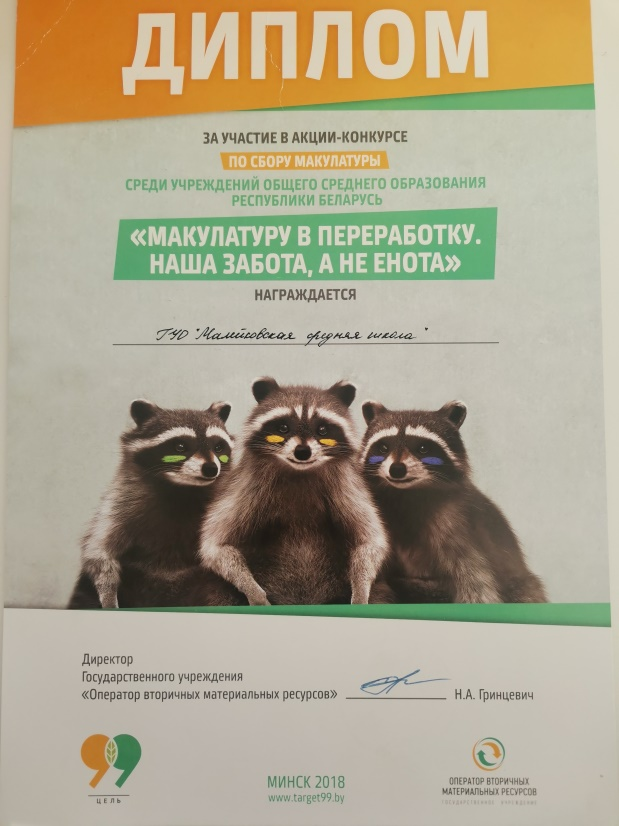 ДИПЛОМ
ЗА УЧАСТИЕ В АКЦИИ-КОНКУРСЕ
ПО СБОРУ МАКУЛАТУРЫ
СРЕДИ УЧРЕЖДЕНИЙ ОБЩЕГО СРЕДНЕГО ОБРАЗОВАНИЯ
РЕСПУБЛИКИ БЕЛАРУСЬ
«МАКУЛАТУРУ В ПЕРЕРАБОТКУ.
НАША ЗАБОТА, А НЕ ЕНОТА»
НАГРАЖДАЕТСЯ
ГУО "средняя школа"
Директор
Государственного учреждения
«Оператор вторичных материальных ресурсов»
Н.А. Гринцевич
99
ЦЕЛЬ
МИНСК 2018
www.target99.by
ОПЕРАТОР ВТОРИЧНЫХ
МАТЕРИАЛЬНЫХ РЕСУРСОВ
ГОСУДАРСТВЕННОЕ УЧРЕЖДЕНИЕ